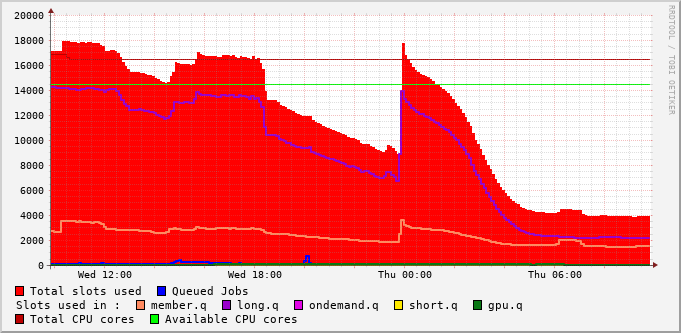 20000
18000
16000
14000
12000
10000
8000
6000
4000
2000
0
Wed 12:00 Wed 18:00 Thu 00:00 Thu 06:00
RRDTOOL / TOBI OETIKER
Total slots used Queued Jobs
Slots used in : member.q long.q ondemand.q short.q gpu.q
Total CPU cores Available CPU cores